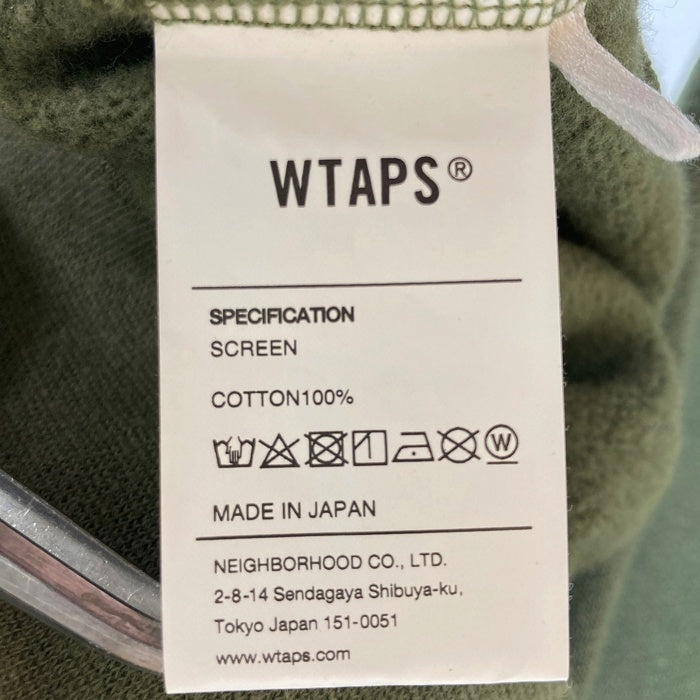 WTAPS®
SPECIFICATION
SCREEN
COTTON100%
W
MADE IN JAPAN
NEIGHBORHOOD CO., LTD.
2-8-14 Sendagaya Shibuya-ku,
Tokyo Japan 151-0051
www.wtaps.com